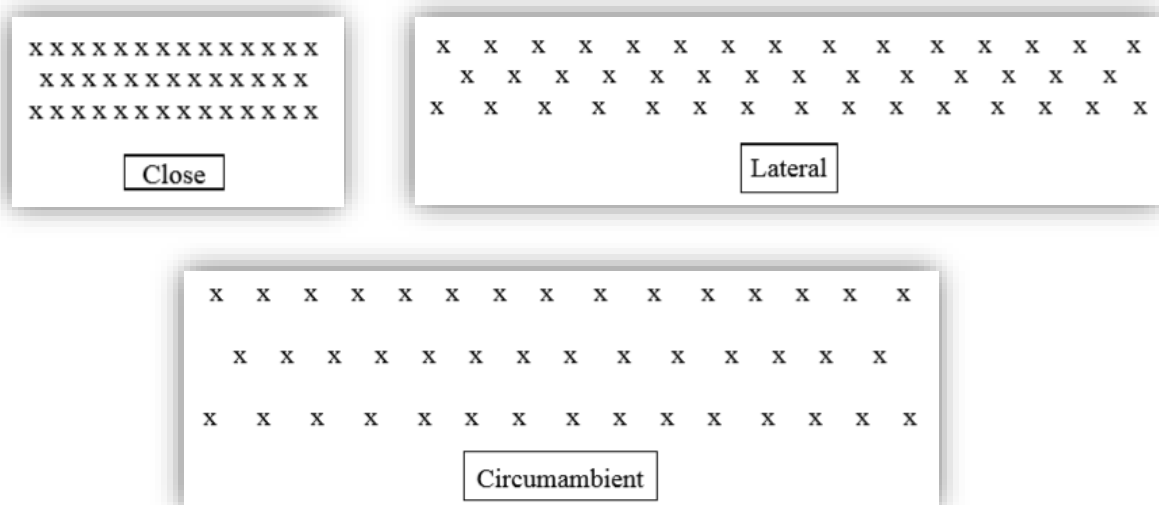 x x x x x x x x x x x x x x
x x x x x x x x x x x x x
x x x x x x x x x x x x x x
Close
x x x x x x x x x x x x x x x
x x x x x x x x x x x x x x
x x x x x x x x x x x x x x x
Lateral
x x x x x x x x x x x x x x x
x x x x x x x x x x x x x x
x x x x x x x x x x x x x x x
Circumambient